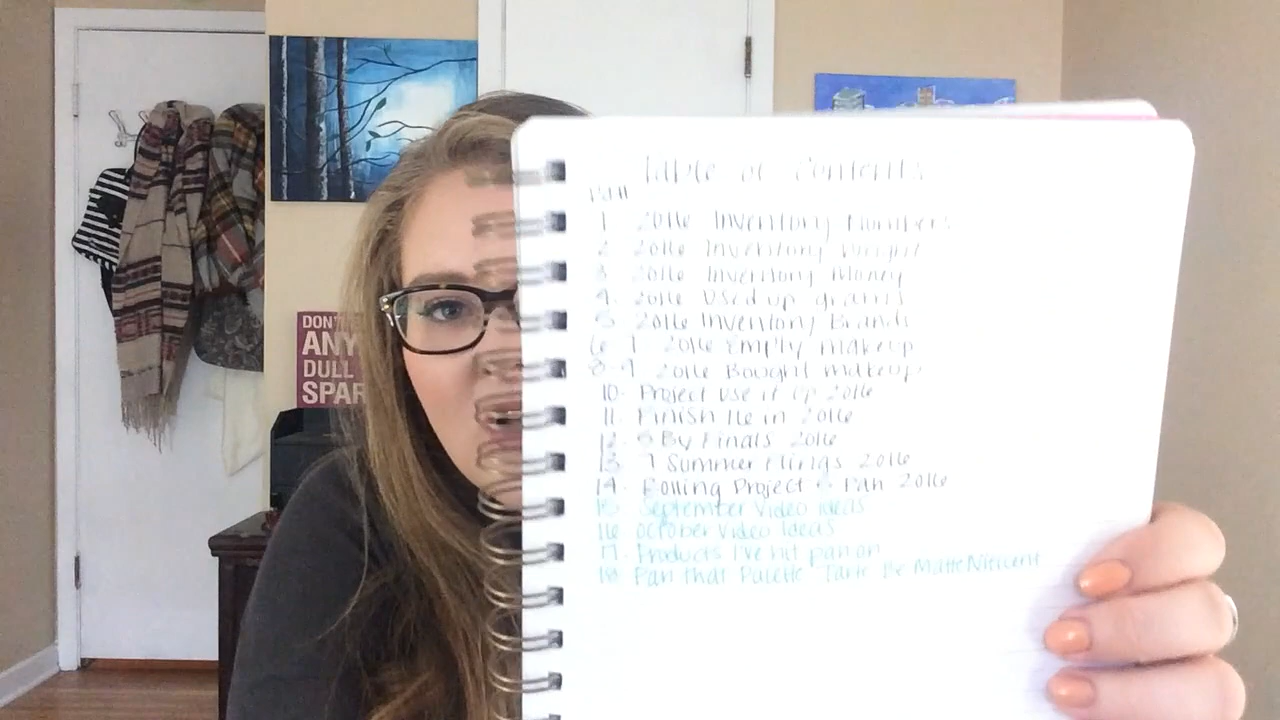 DON'T
ANY
DULL
SPAR
Table of Contents
1 2016 Inventory Numbers
2 2016 Inventory Weight
3 2016 Inventory Money
4. 2016 Used up grams
5 2016 Inventory Brand
6-7 2016 Empty Makeup
8-9 2016 Bought Makeup
10. Project Use it Up 2016
11. Finish 16 in 2016
12. 5 By Finals 2016
13. 7 Summer Flings 2016
14. Rolling Project Pan 2016
15. September Video Ideas
16 October Video Ideas
17. Products I've hit pan on
18. Pan that Palette Tarte Be MatteNificent